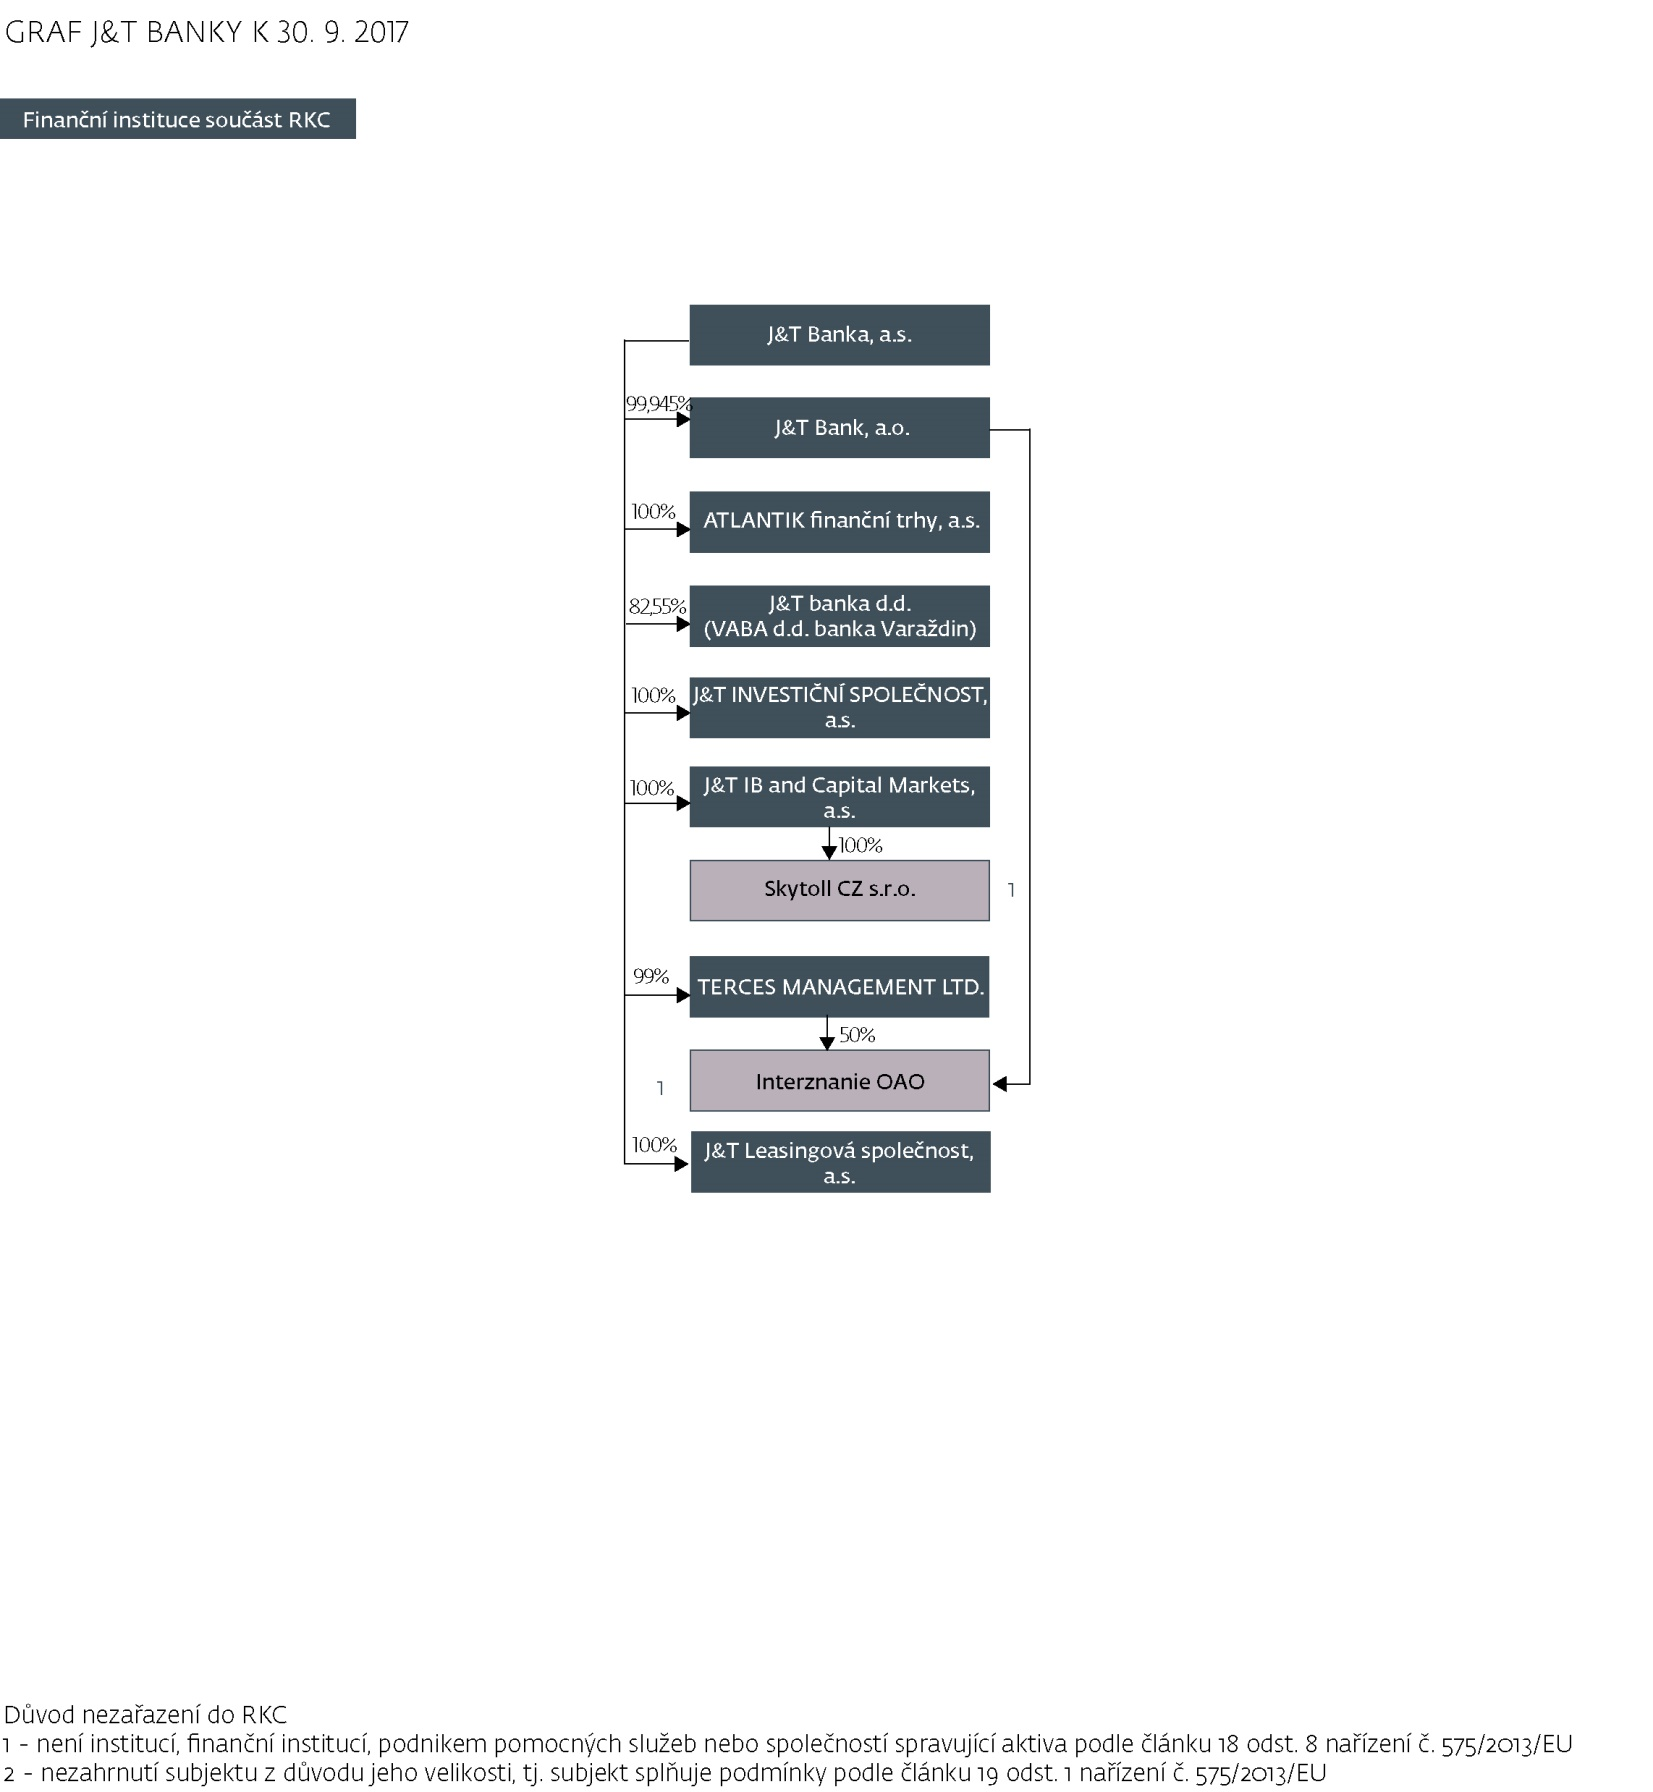 GRAF J&T BANKY K 30. 9. 2017
Finanční instituce součást RKC
J&T Banka, a.s.
99,945%
J&T Bank, a.o.
100%
ATLANTIK finanční trhy, a.s.
82,55%
J&T banka d.d.
(VABA d.d. banka Varaždin)
100%
J&T INVESTIČNÍ SPOLEČNOST,
a.s.
100%
J&T IB and Capital Markets,
a.s.
100%
Skytoll CZ s.r.o.
1
99%
TERCES MANAGEMENT LTD.
50%
Interznanie OAO
1
100%
J&T Leasingová společnost,
a.s.
Důvod nezařazení do RKC
1 - není institucí, finanční institucí, podnikem pomocných služeb nebo společností spravující aktiva podle článku 18 odst. 8 nařízení č. 575/2013/EU
2 - nezahrnutí subjektu z důvodu jeho velikosti, tj. subjekt splňuje podmínky podle článku 19 odst. 1 nařízení č. 575/2013/EU